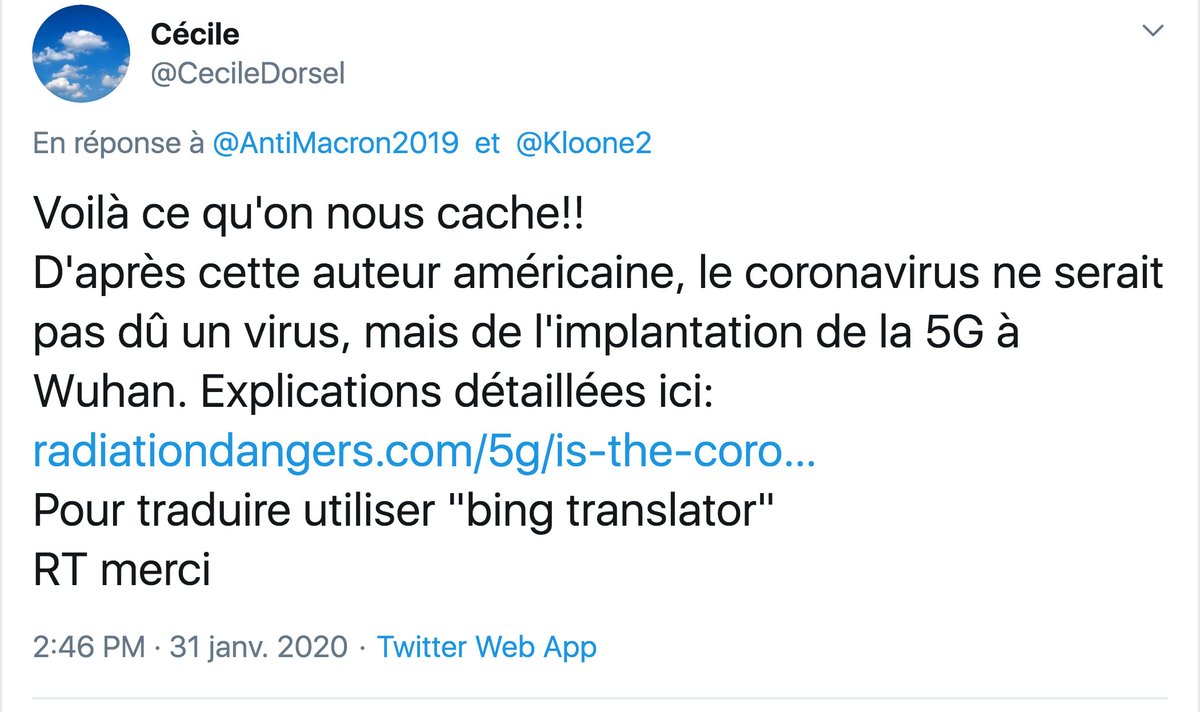 Cécile
@CecileDorsel
En réponse à @AntiMacron2019 et @Kloone2
Voilà ce qu'on nous cache!!
D'après cette auteur américaine, le coronavirus ne serait
pas dû un virus, mais de l'implantation de la 5G à
Wuhan. Explications détaillées ici:
radiationdangers.com/5g/is-the-coro...
Pour traduire utiliser "bing translator"
RT merci
2:46 PM · 31 janv. 2020 · Twitter Web App